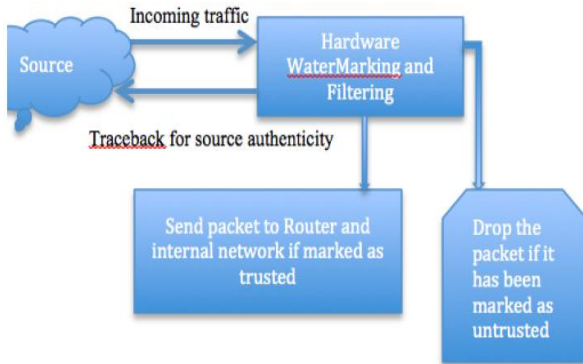 Incoming traffic
Source
Hardware
WaterMarking and
Filtering
Traceback for source authenticity
Send packet to Router and
internal network if marked as
trusted
Drop the
packet if it
has been
marked as
untrusted